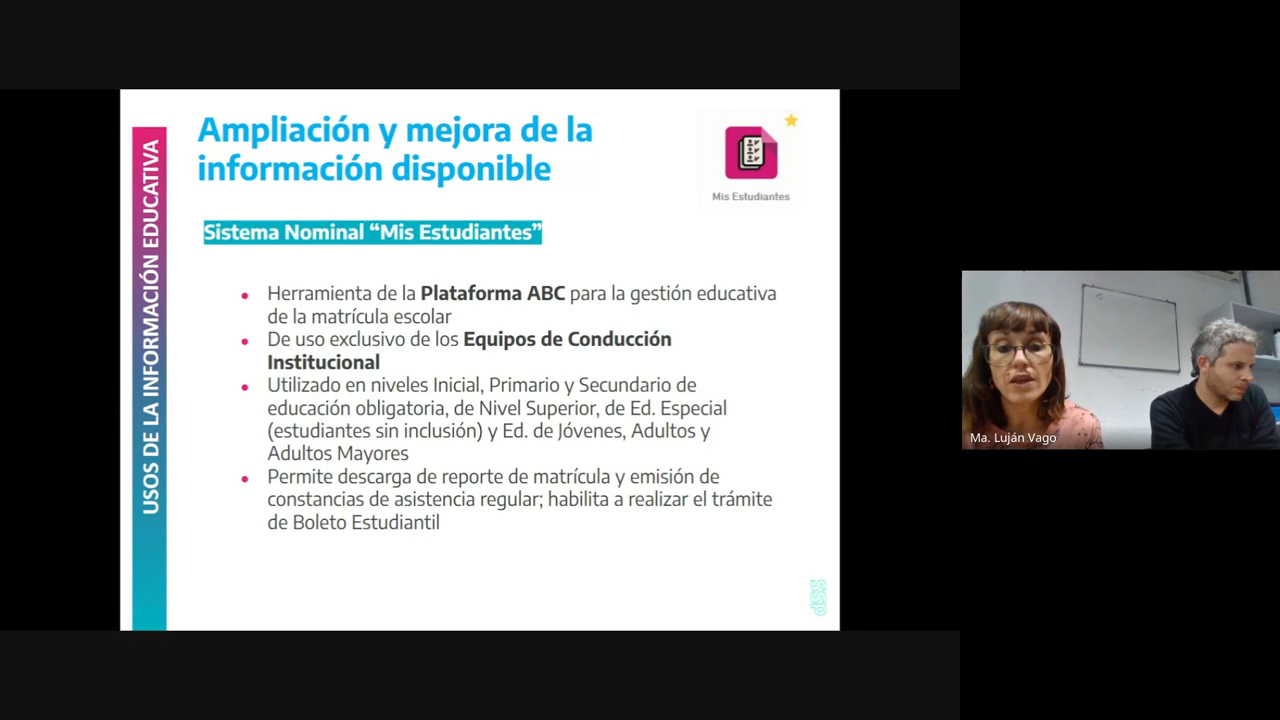 USOS DE LA INFORMACIÓN EDUCATIVA
Ampliación y mejora de la
información disponible
Mis Estudiantes
Sistema Nominal “Mis Estudiantes”
• Herramienta de la Plataforma ABC para la gestión educativa
de la matrícula escolar
• De uso exclusivo de los Equipos de Conducción
Institucional
• Utilizado en niveles Inicial, Primario y Secundario de
educación obligatoria, de Nivel Superior, de Ed. Especial
(estudiantes sin inclusión) y Ed. de Jóvenes, Adultos y
Adultos Mayores
• Permite descarga de reporte de matrícula y emisión de
constancias de asistencia regular; habilita a realizar el trámite
de Boleto Estudiantil
Ma. Luján Vago